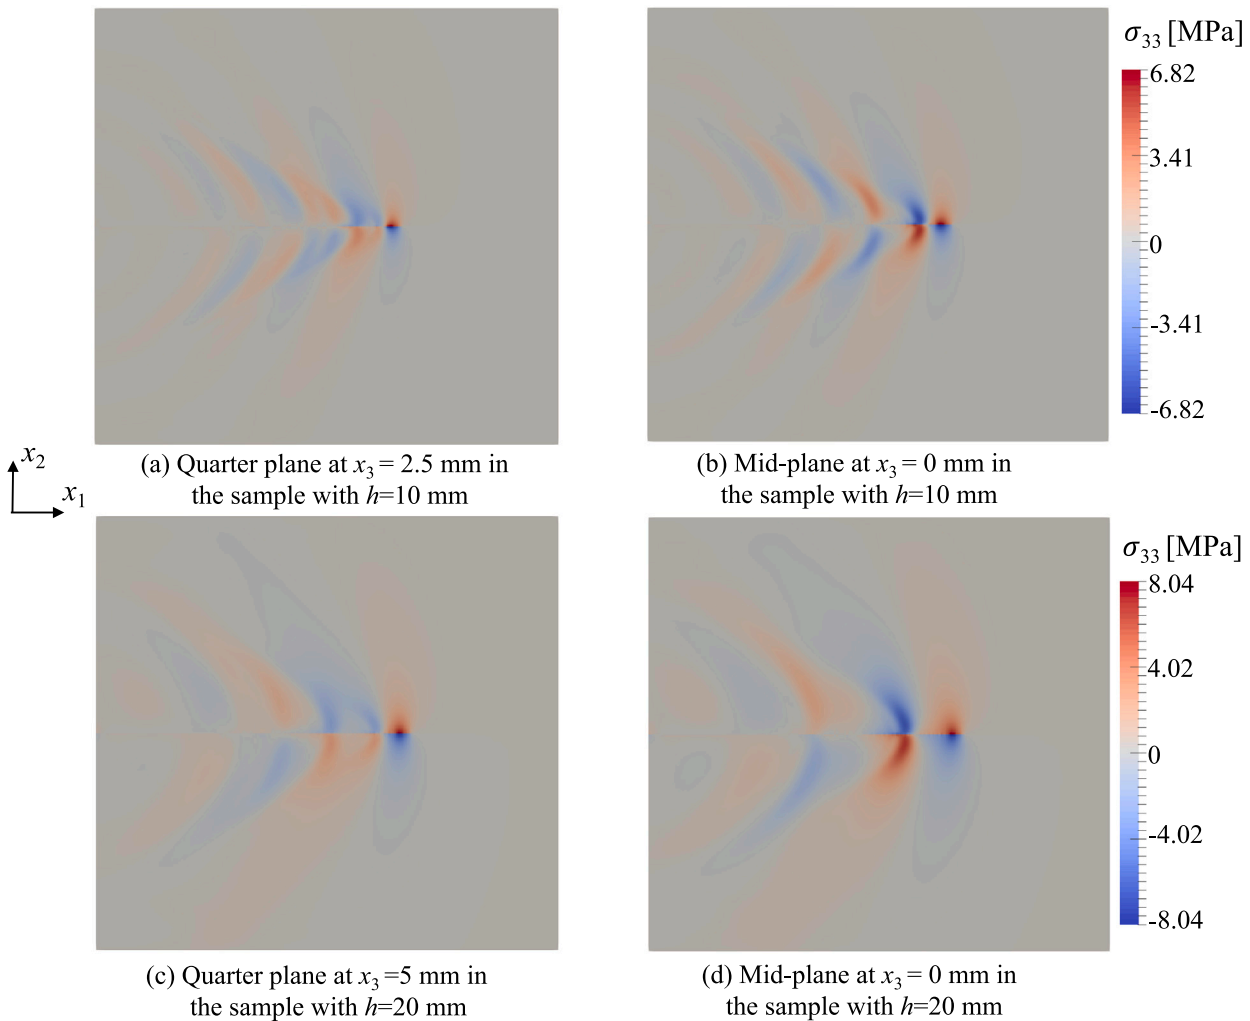 σ33 [MPa]
6.82
3.41
0
-3.41
-6.82
(a) Quarter plane at x3 = 2.5 mm in
the sample with h=10 mm
(b) Mid-plane at x3 = 0 mm in
the sample with h=10 mm
x2
x1
σ33 [MPa]
8.04
4.02
0
-4.02
-8.04
(c) Quarter plane at x3 =5 mm in
the sample with h=20 mm
(d) Mid-plane at x3 = 0 mm in
the sample with h=20 mm